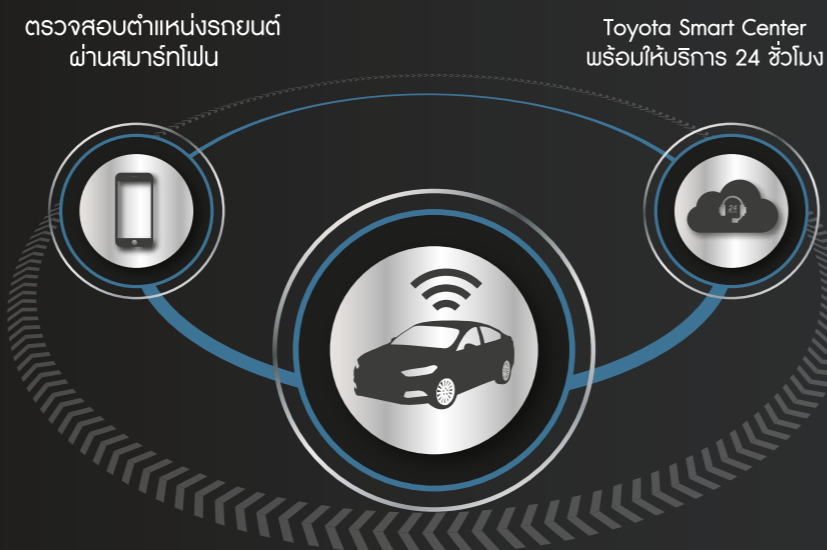 ตรวจสอบตำแหน่งรถยนต์
ผ่านสมาร์ทโฟน
Toyota Smart Center
พร้อมให้บริการ 24 ชั่วโมง
24